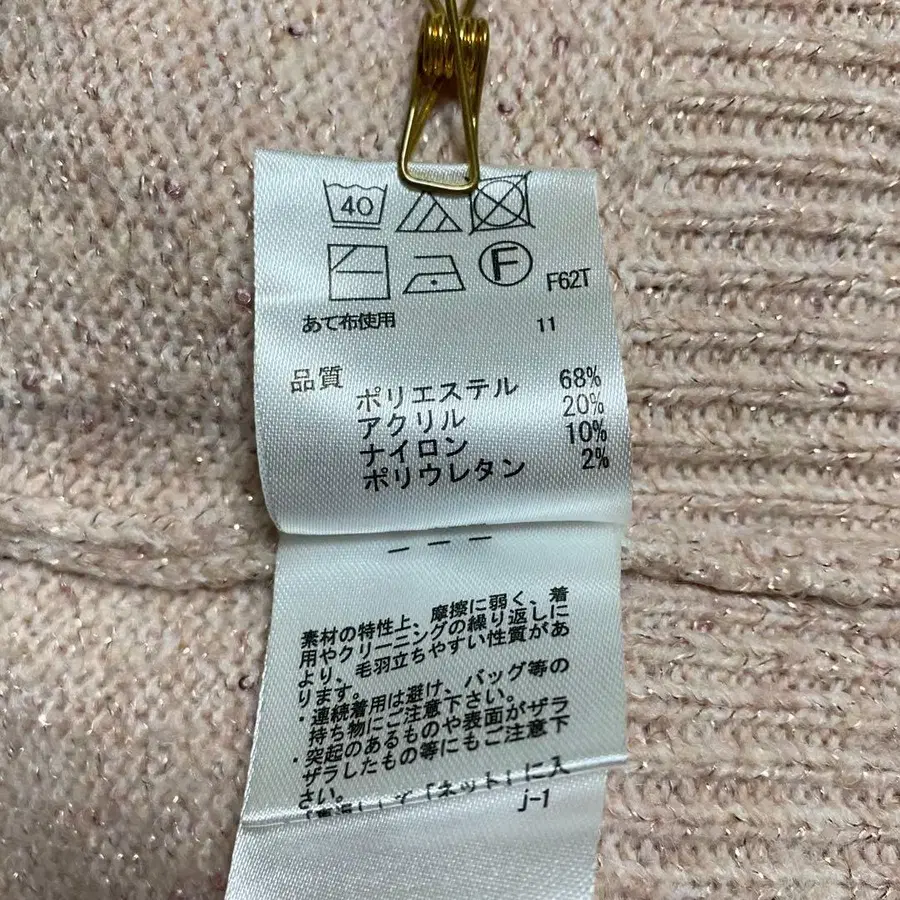 40
F
F62T
あて布使用
11
品質
ポリエステル 68%
アクリル 20%
ナイロン 10%
ポリウレタン 2%
素材の特性上、摩擦に弱く、着
用やクリーニングの繰り返しに
より、毛羽立ちやすい性質があ
ります。
・連続着用は避け、バッグ等の
持ち物にご注意下さい。
・突起のあるものや表面がザラ
ザラしたもの等にもご注意下
さい。
て「ネット」に入
j-1